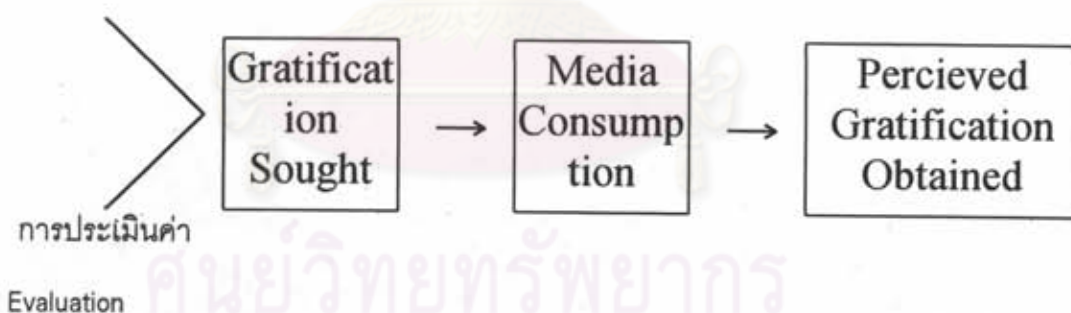 Gratificat
ion
Sought
Media
Consump
tion
Percieved
Gratification
Obtained
การประเมินค่า
Evaluation
ศูนย์วิทยทรัพยากร